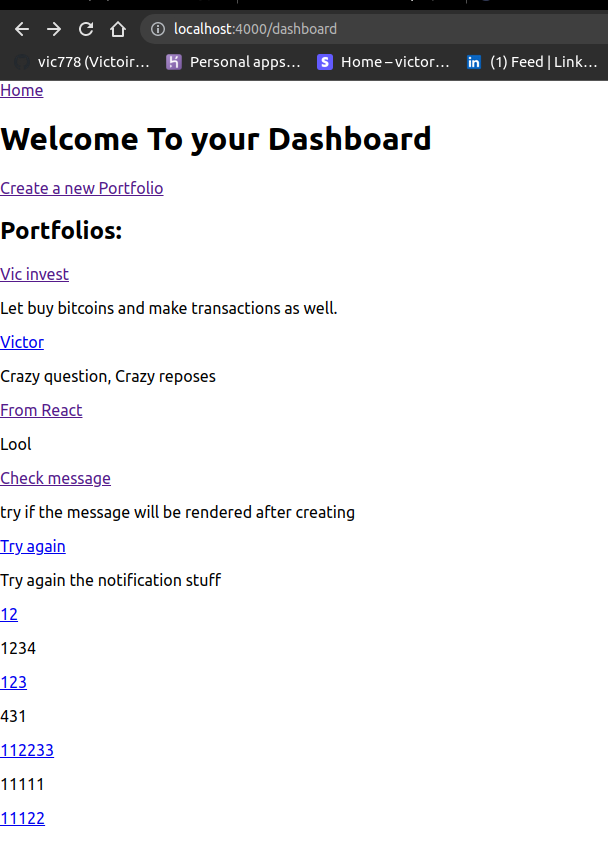 localhost:4000/dashboard
vic778 (Victoir… Personal apps… S Home – victor… in (1) Feed | Link…
Home
Welcome To your Dashboard
Create a new Portfolio
Portfolios:
Vic invest
Let buy bitcoins and make transactions as well.
Victor
Crazy question, Crazy reposes
From React
Lool
Check message
try if the message will be rendered after creating
Try again
Try again the notification stuff
12
1234
123
431
112233
11111
11122